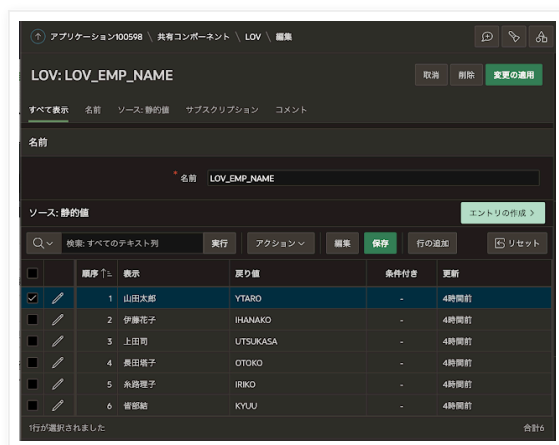 アプリケーション100598 \ 共有コンポーネント \ LOV \ 編集
LOV: LOV_EMP_NAME
取消 削除 変更の適用
すべて表示 名前 ソース: 静的値 サブスクリプション コメント
名前
* 名前 LOV_EMP_NAME
ソース: 静的値
エントリの作成 >
検索: すべてのテキスト列 実行 アクション 編集 保存 行の追加 リセット
順序 ↑ 表示 戻り値 条件付き 更新
1 山田太郎 YTARO - 4時間前
2 伊藤花子 IHANAKO - 4時間前
3 上田司 UTSUKASA - 4時間前
4 長田塔子 OTOKO - 4時間前
5 糸路理子 IRIKO - 4時間前
6 皆部結 KYUU - 4時間前
1行が選択されました 合計6